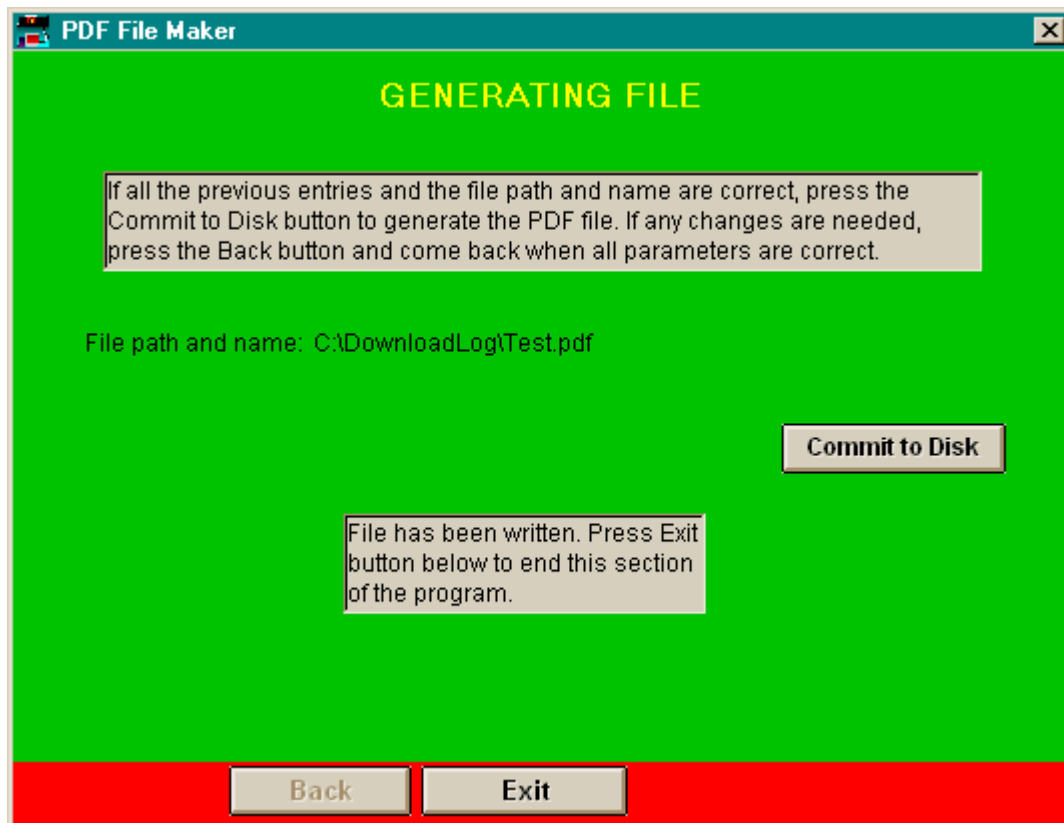 PDF File Maker
GENERATING FILE
If all the previous entries and the file path and name are correct, press the
Commit to Disk button to generate the PDF file. If any changes are needed,
press the Back button and come back when all parameters are correct.
File path and name: C:\DownloadLog\Test.pdf
Commit to Disk
File has been written. Press Exit
button below to end this section
of the program.
Back
Exit